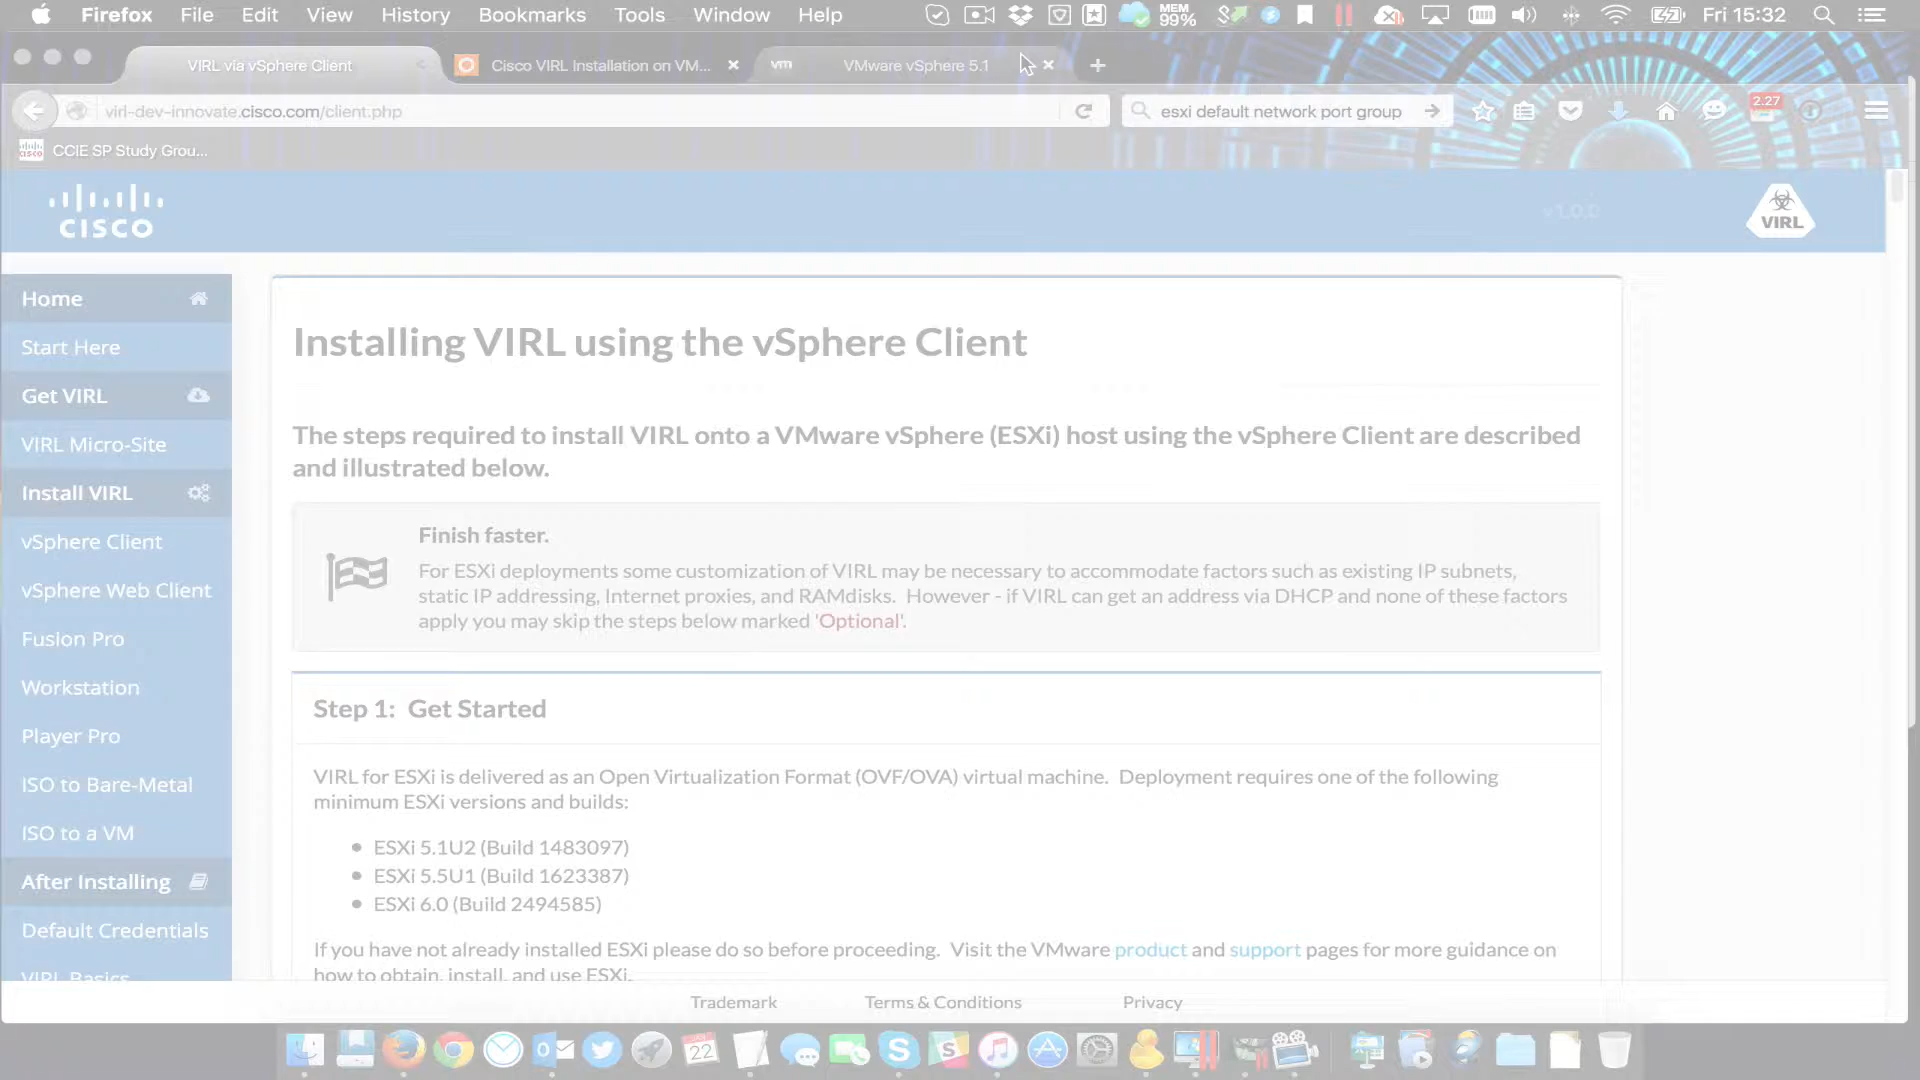 Firefox File Edit View History Bookmarks Tools Window Help MEM 99% Fri 15:32
VIRL via vSphere Client
Cisco VIRL Installation on VM...
vm VMware vSphere 5.1
virl-dev-innovate.cisco.com/client.php
esxi default network port group
2.27
CCIE SP Study Grou...
CISCO
v1.0.0
VIRL
Home
Start Here
Get VIRL
VIRL Micro-Site
Install VIRL
vSphere Client
vSphere Web Client
Fusion Pro
Workstation
Player Pro
ISO to Bare-Metal
ISO to a VM
After Installing
Default Credentials
VIRL Basics
Installing VIRL using the vSphere Client
The steps required to install VIRL onto a VMware vSphere (ESXi) host using the vSphere Client are described
and illustrated below.
Finish faster.
For ESXi deployments some customization of VIRL may be necessary to accommodate factors such as existing IP subnets,
static IP addressing, Internet proxies, and RAMdisks. However - if VIRL can get an address via DHCP and none of these factors
apply you may skip the steps below marked 'Optional'.
Step 1: Get Started
VIRL for ESXi is delivered as an Open Virtualization Format (OVF/OVA) virtual machine. Deployment requires one of the following
minimum ESXi versions and builds:
ESXi 5.1U2 (Build 1483097)
ESXi 5.5U1 (Build 1623387)
ESXi 6.0 (Build 2494585)
If you have not already installed ESXi please do so before proceeding. Visit the VMware product and support pages for more guidance on
how to obtain, install, and use ESXi.
Trademark Terms & Conditions Privacy
22